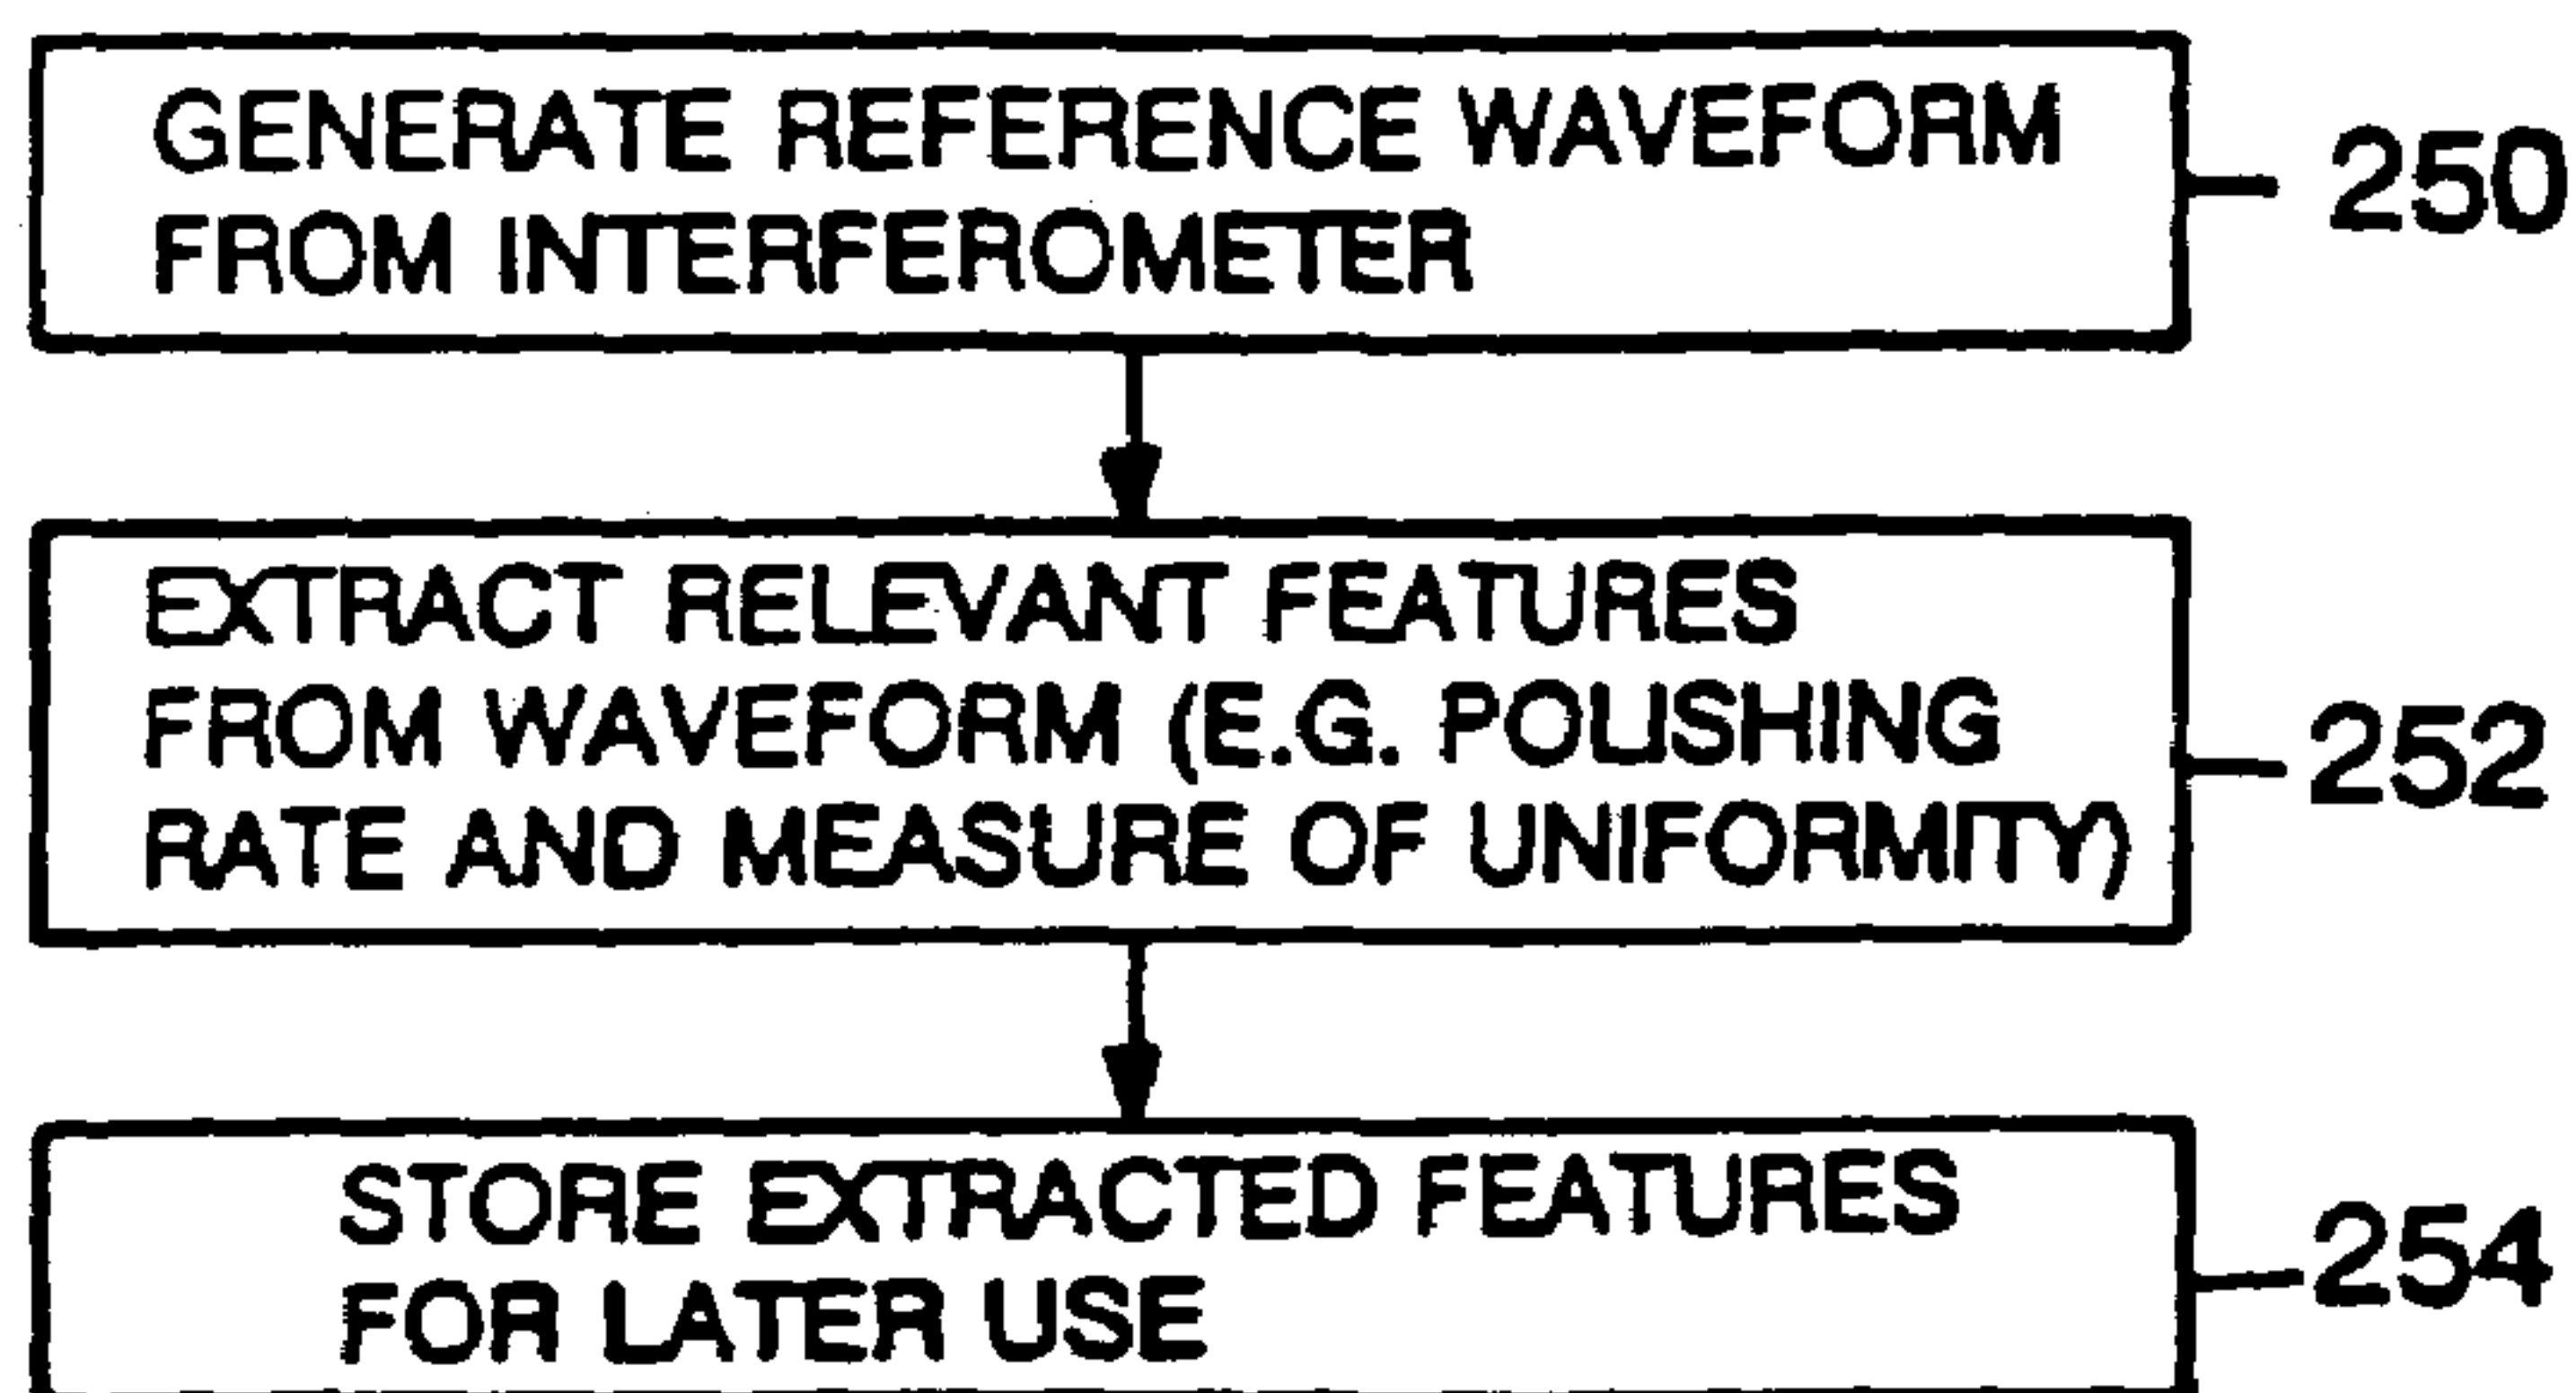 GENERATE REFERENCE WAVEFORM
FROM INTERFEROMETER
250
EXTRACT RELEVANT FEATURES
FROM WAVEFORM (E.G. POLISHING
RATE AND MEASURE OF UNIFORMITY)
252
STORE EXTRACTED FEATURES
FOR LATER USE
254